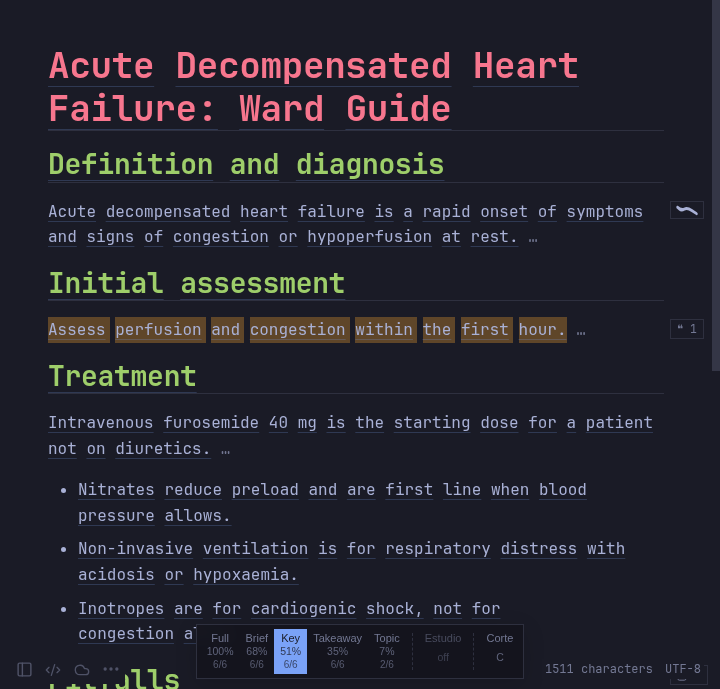 Acute Decompensated Heart
Failure: Ward Guide
Definition and diagnosis
Acute decompensated heart failure is a rapid onset of symptoms
and signs of congestion or hypoperfusion at rest. …
Initial assessment
Assess perfusion and congestion within the first hour. …
❝ 1
Treatment
Intravenous furosemide 40 mg is the starting dose for a patient
not on diuretics. …
• Nitrates reduce preload and are first line when blood
pressure allows.
• Non-invasive ventilation is for respiratory distress with
acidosis or hypoxaemia.
• Inotropes are for cardiogenic shock, not for
congestion
Full Brief Key Takeaway Topic Estudio Corte
100% 68% 51% 35% 7% off C
6/6 6/6 6/6 6/6 2/6
1511 characters UTF-8